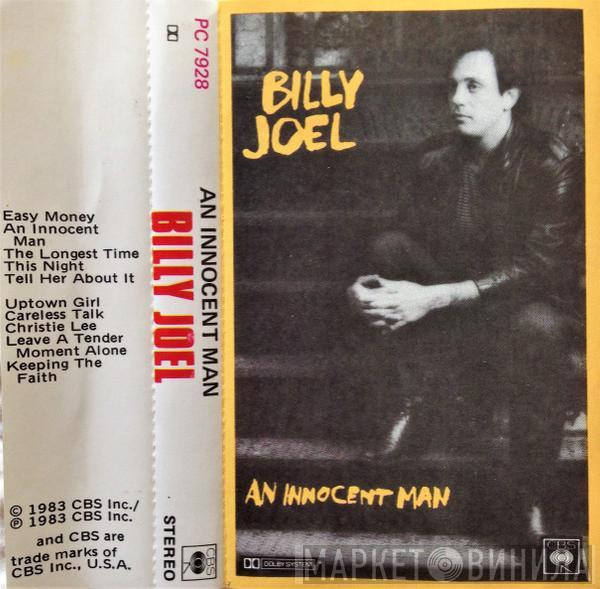 Easy Money
An Innocent
Man
The Longest Time
This Night
Tell Her About It
Uptown Girl
Careless Talk
Christie Lee
Leave A Tender
Moment Alone
Keeping The
Faith
© 1983 CBS Inc./
℗ 1983 CBS Inc.
and CBS are
trade marks of
CBS Inc., U.S.A.
PC 7928
AN INNOCENT MAN
BILLY JOEL
STEREO
CBS
BILLY
JOEL
AN INNOCENT MAN
DOLBY SYSTEM
CBS
МАРКЕТ ВИНИЛА